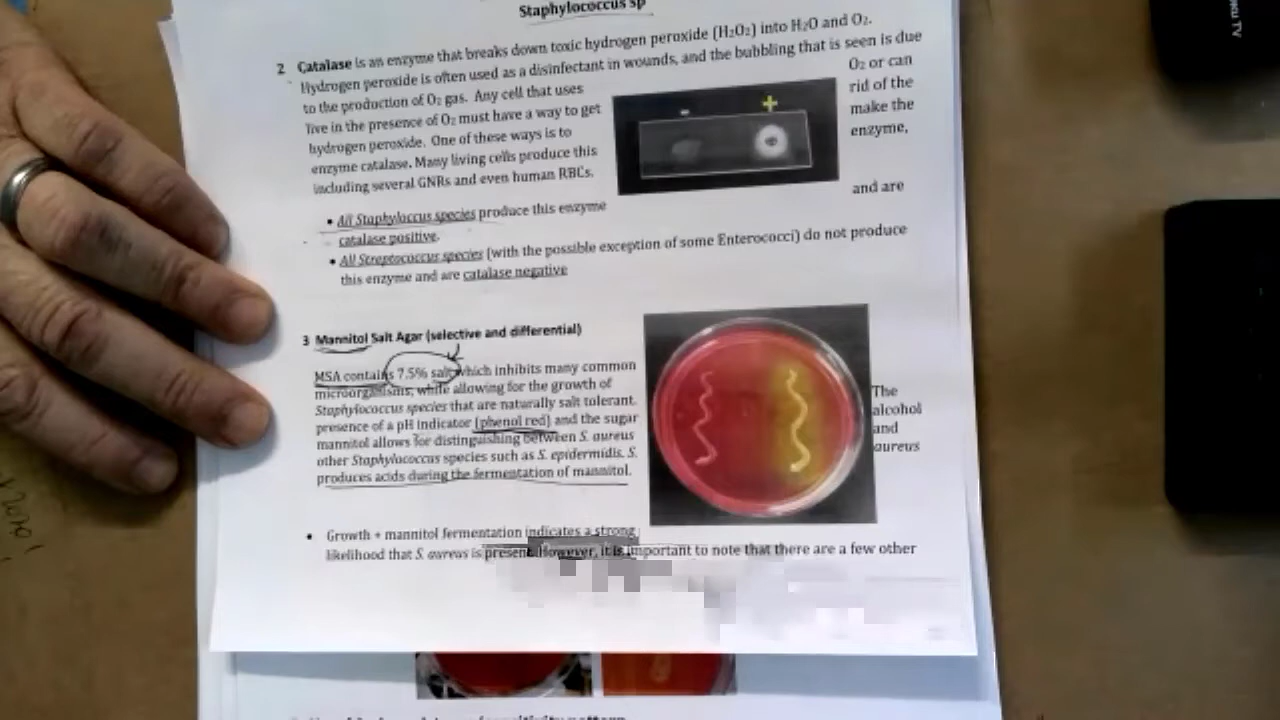 Staphylococcus sp
2 Catalase is an enzyme that breaks down toxic hydrogen peroxide (H₂O₂) into H₂O and O₂.
Hydrogen peroxide is often used as a disinfectant in wounds, and the bubbling that is seen is due
to the production of O₂ gas. Any cell that uses O₂ or can
live in the presence of O₂ must have a way to get rid of the
hydrogen peroxide. One of these ways is to make the
enzyme catalase. Many living cells produce this enzyme,
including several GNRs and even human RBCs.
- +
• All Staphyloccus species produce this enzyme and are
catalase positive.
• All Streptococcus species (with the possible exception of some Enterococci) do not produce
this enzyme and are catalase negative
3 Mannitol Salt Agar (selective and differential)
MSA contains 7.5% salt which inhibits many common
microorganisms, while allowing for the growth of
Staphylococcus species that are naturally salt tolerant. The
presence of a pH indicator (phenol red) and the sugar alcohol
mannitol allows for distinguishing between S. aureus and
other Staphylococcus species such as S. epidermidis. S. aureus
produces acids during the fermentation of mannitol.
• Growth + mannitol fermentation indicates a strong
likelihood that S. aureus is present. However, it is important to note that there are a few other